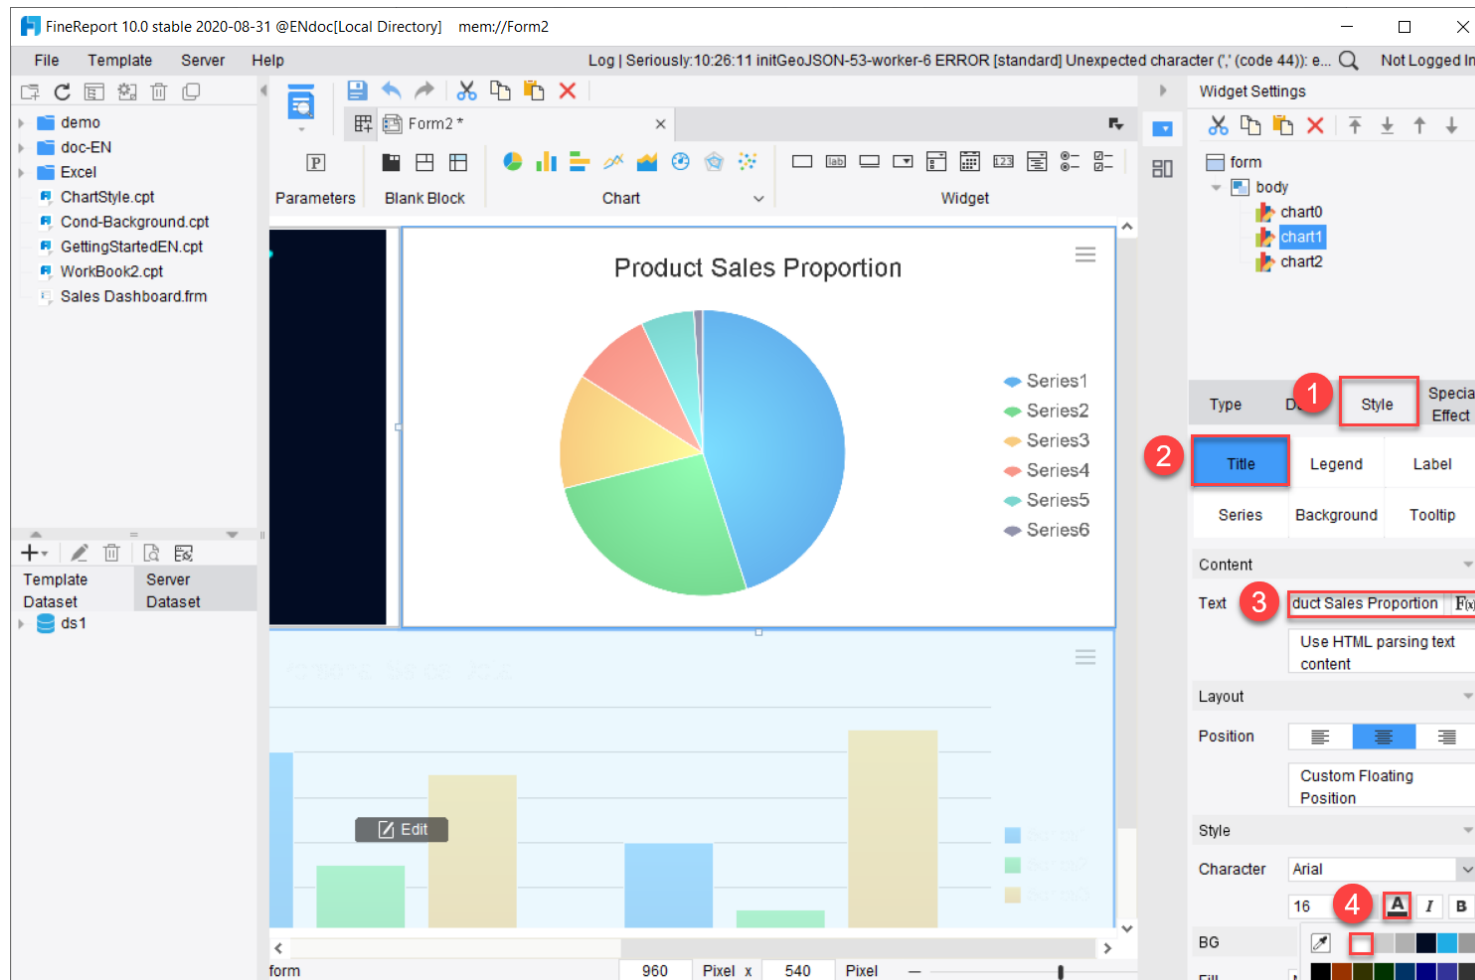 FineReport 10.0 stable 2020-08-31 @ENdoc[Local Directory] mem://Form2
File Template Server Help Log | Seriously:10:26:11 initGeoJSON-53-worker-6 ERROR [standard] Unexpected character (',' (code 44)): e... Not Logged In
Widget Settings
demo
doc-EN
Excel
ChartStyle.cpt
Cond-Background.cpt
GettingStartedEN.cpt
WorkBook2.cpt
Sales Dashboard.frm
Template Dataset
Server Dataset
ds1
Form2 *
P
lab
123
Parameters Blank Block Chart Widget
Product Sales Proportion
Series1
Series2
Series3
Series4
Series5
Series6
Edit
form 960 Pixel x 540 Pixel
form
body
chart0
chart1
chart2
Type 1 Style Specia
Effect
2 Title Legend Label
Series Background Tooltip
Content
Text 3 duct Sales Proportion F(x)
Use HTML parsing text
content
Layout
Position
Custom Floating
Position
Style
Character Arial
16 4 A I B
BG